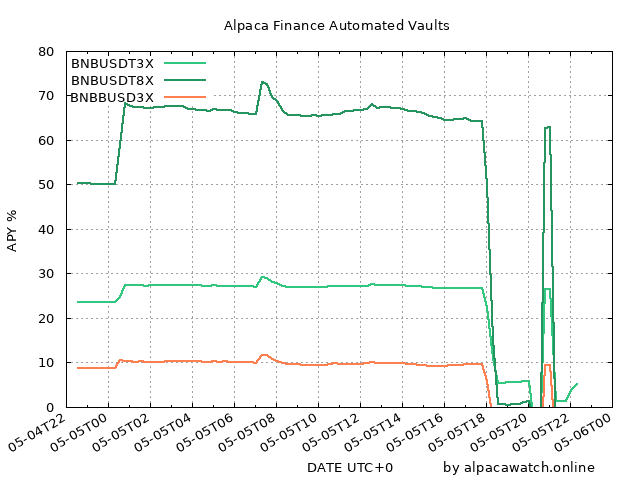 Alpaca Finance Automated Vaults
BNBUSDT3X
BNBUSDT8X
BNBBUSD3X
80
70
60
50
40
30
20
10
0
APY %
05-04T22
05-05T00
05-05T02
05-05T04
05-05T06
05-05T08
05-05T10
05-05T12
05-05T14
05-05T16
05-05T18
05-05T20
05-05T22
05-06T00
DATE UTC+0
by alpacawatch.online